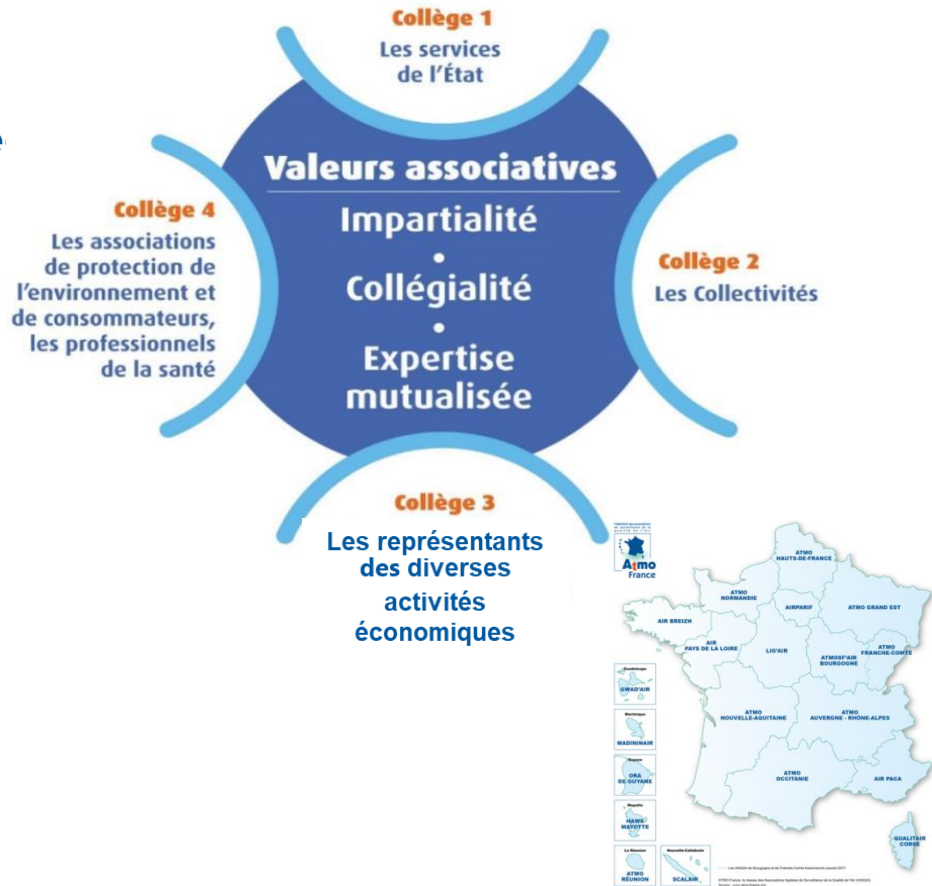 Collège 1
Les services
de l'État
Valeurs associatives
Impartialité
•
Collégialité
•
Expertise
mutualisée
Collège 4
Les associations
de protection de
l'environnement et
de consommateurs,
les professionnels
de la santé
Collège 2
Les Collectivités
Collège 3
Les représentants
des diverses
activités
économiques
Atmo
France
ATMO
HAUTS-DE-FRANCE
ATMO
NORMANDIE
AIRPARIF
ATMO GRAND EST
AIR BREIZH
AIR
PAYS DE LA LOIRE
LIG'AIR
ATMOSF'AIR
BOURGOGNE
ATMO
FRANCHE-COMTÉ
Guadeloupe
GWAD'AIR
Martinique
MADININAIR
ATMO
NOUVELLE-AQUITAINE
ATMO
AUVERGNE - RHÔNE-ALPES
Guyane
ORA
DE GUYANE
ATMO
OCCITANIE
AIR PACA
Mayotte
HAWA
MAYOTTE
QUALITAIR
CORSE
La Réunion
ATMO
RÉUNION
Nouvelle-Calédonie
SCALAIR